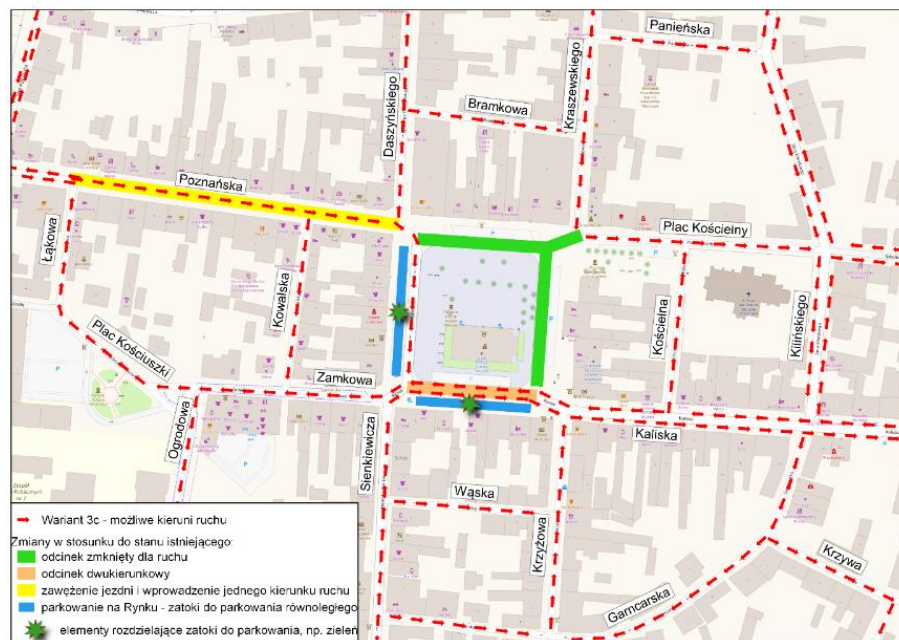 Panieńska
Kraszewskiego
Daszyńskiego
Bramkowa
Poznańska
Plac Kościelny
Łąkowa
Kowalska
Kościelna
Kilińskiego
Plac Kościuszki
Zamkowa
Ogrodowa
Sienkiewicza
Kaliska
Wąska
Krzyżowa
Krzywa
Garncarska
Wariant 3c - możliwe kieruni ruchu
Zmiany w stosunku do stanu istniejącego:
odcinek zmknięty dla ruchu
odcinek dwukierunkowy
zawężenie jezdni i wprowadzenie jednego kierunku ruchu
parkowanie na Rynku - zatoki do parkowania równoległego
elementy rozdzielające zatoki do parkowania, np. zieleń